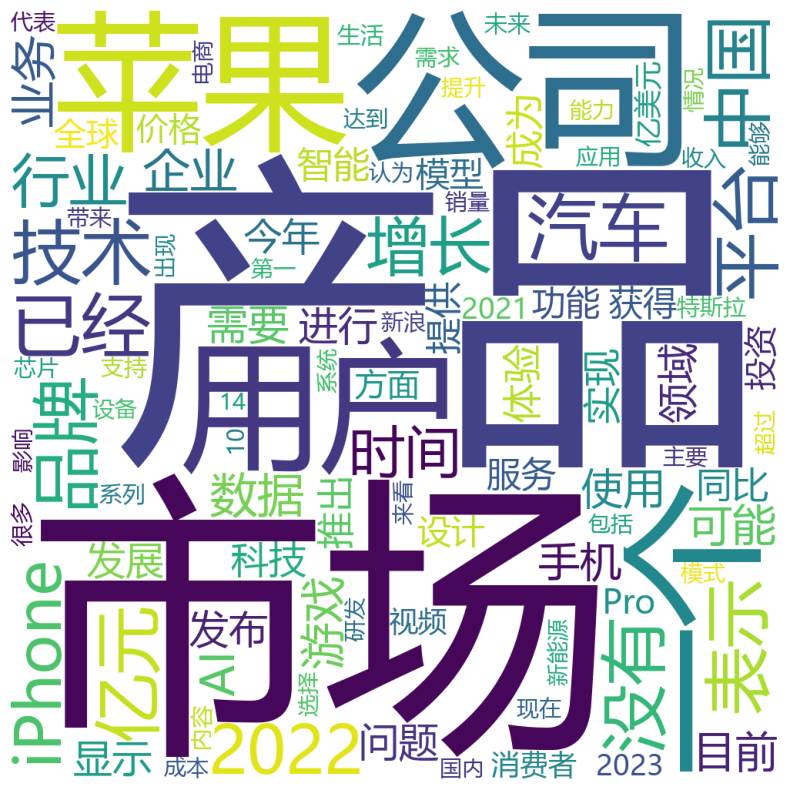 代表
业务
苹果
电商
生活
需求
公司
未来
亿美元
情况
中国
全球
价格
达到
提升
能力
成为
能够
行业
企业
智能
认为
模型
应用
收入
带来
产品
销量
汽车
平台
技术
今年
增长
出现
第一
提供
2021
功能
获得
特斯拉
已经
需要
进行
新浪
用户
体验
实现
领域
投资
芯片
支持
系统
方面
设备
14
10
品牌
时间
超过
主要
影响
很多
系列
数据
推出
来看
设计
服务
使用
同比
包括
可能
iPhone
发展
科技
市场
手机
一个
模式
亿元
发布
游戏
研发
视频
Pro
没有
表示
新能源
AI
选择
内容
显示
成本
2022
问题
国内
现在
消费者
2023
目前